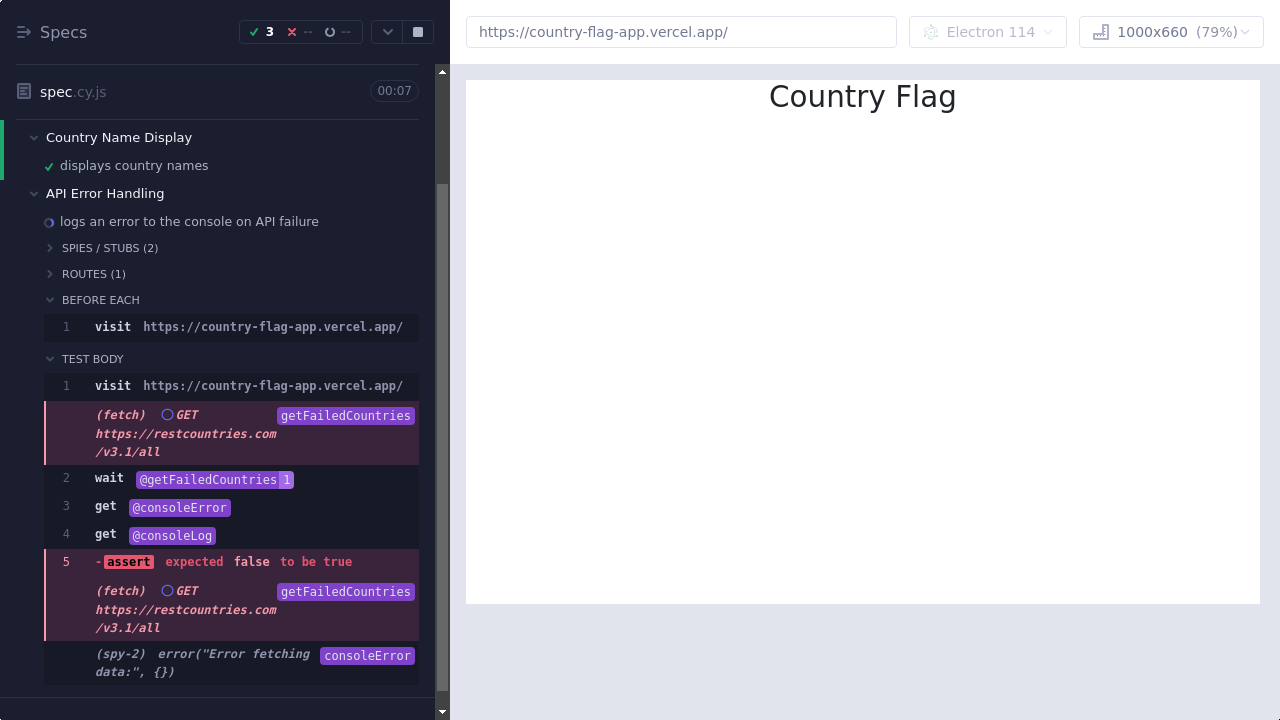 Specs
3 -- --
https://country-flag-app.vercel.app/
Electron 114
1000x660 (79%)
spec.cy.js
00:07
Country Flag
Country Name Display
displays country names
API Error Handling
logs an error to the console on API failure
SPIES / STUBS (2)
ROUTES (1)
BEFORE EACH
1 visit https://country-flag-app.vercel.app/
TEST BODY
1 visit https://country-flag-app.vercel.app/
(fetch) GET getFailedCountries
https://restcountries.com
/v3.1/all
2 wait @getFailedCountries 1
3 get @consoleError
4 get @consoleLog
5 -assert expected false to be true
(fetch) GET getFailedCountries
https://restcountries.com
/v3.1/all
(spy-2) error("Error fetching consoleError
data:", {})